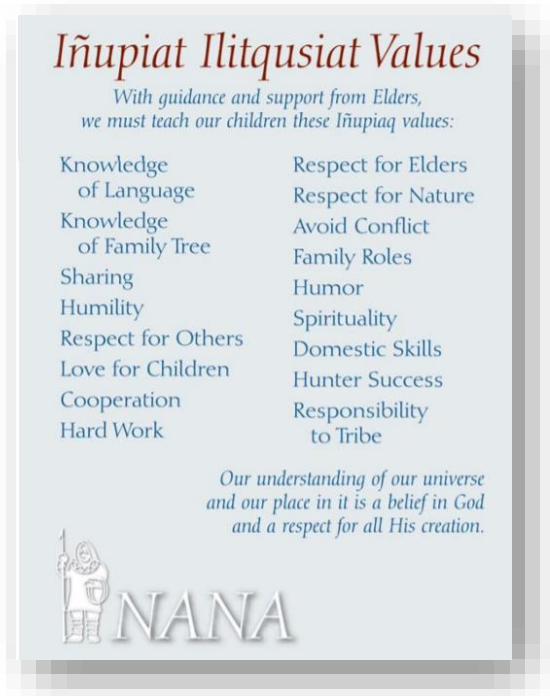 Iñupiat Ilitqusiat Values
With guidance and support from Elders,
we must teach our children these Iñupiaq values:
Knowledge
of Language
Knowledge
of Family Tree
Sharing
Humility
Respect for Others
Love for Children
Cooperation
Hard Work
Respect for Elders
Respect for Nature
Avoid Conflict
Family Roles
Humor
Spirituality
Domestic Skills
Hunter Success
Responsibility
to Tribe
Our understanding of our universe
and our place in it is a belief in God
and a respect for all His creation.
NANA